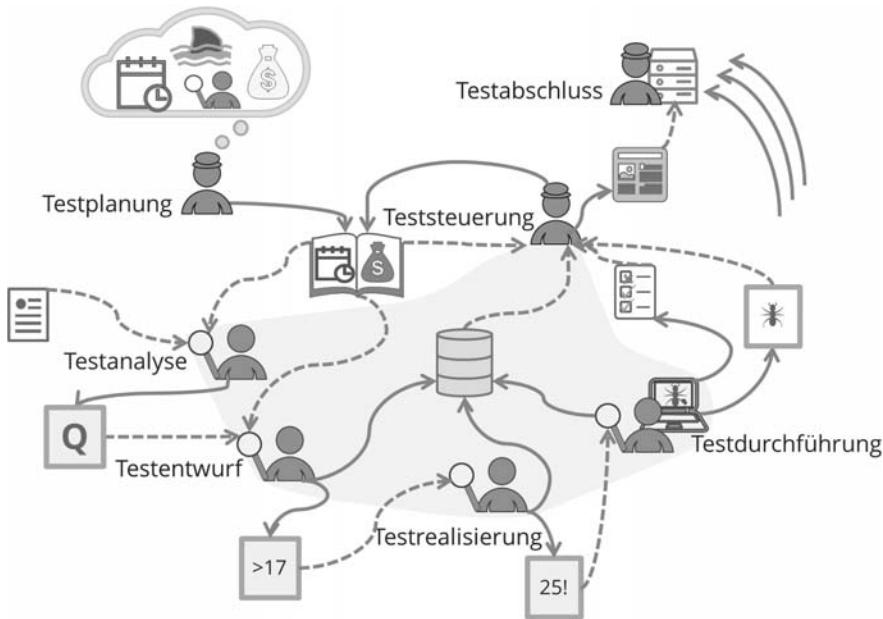 $
Testabschluss
Testplanung
Teststeuerung
$
Testanalyse
Q
Testentwurf
Testdurchführung
Testrealisierung
>17
25!